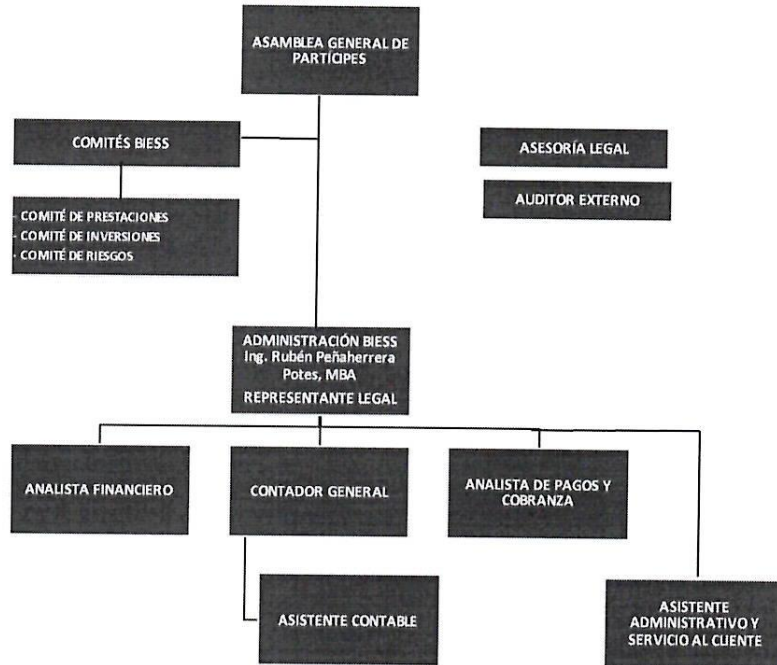 ASAMBLEA GENERAL DE
PARTÍCIPES
COMITÉS BIESS
ASESORÍA LEGAL
AUDITOR EXTERNO
- COMITÉ DE PRESTACIONES
- COMITÉ DE INVERSIONES
- COMITÉ DE RIESGOS
ADMINISTRACIÓN BIESS
Ing. Rubén Peñaherrera
Potes, MBA
REPRESENTANTE LEGAL
ANALISTA FINANCIERO
CONTADOR GENERAL
ANALISTA DE PAGOS Y
COBRANZA
ASISTENTE CONTABLE
ASISTENTE
ADMINISTRATIVO Y
SERVICIO AL CLIENTE